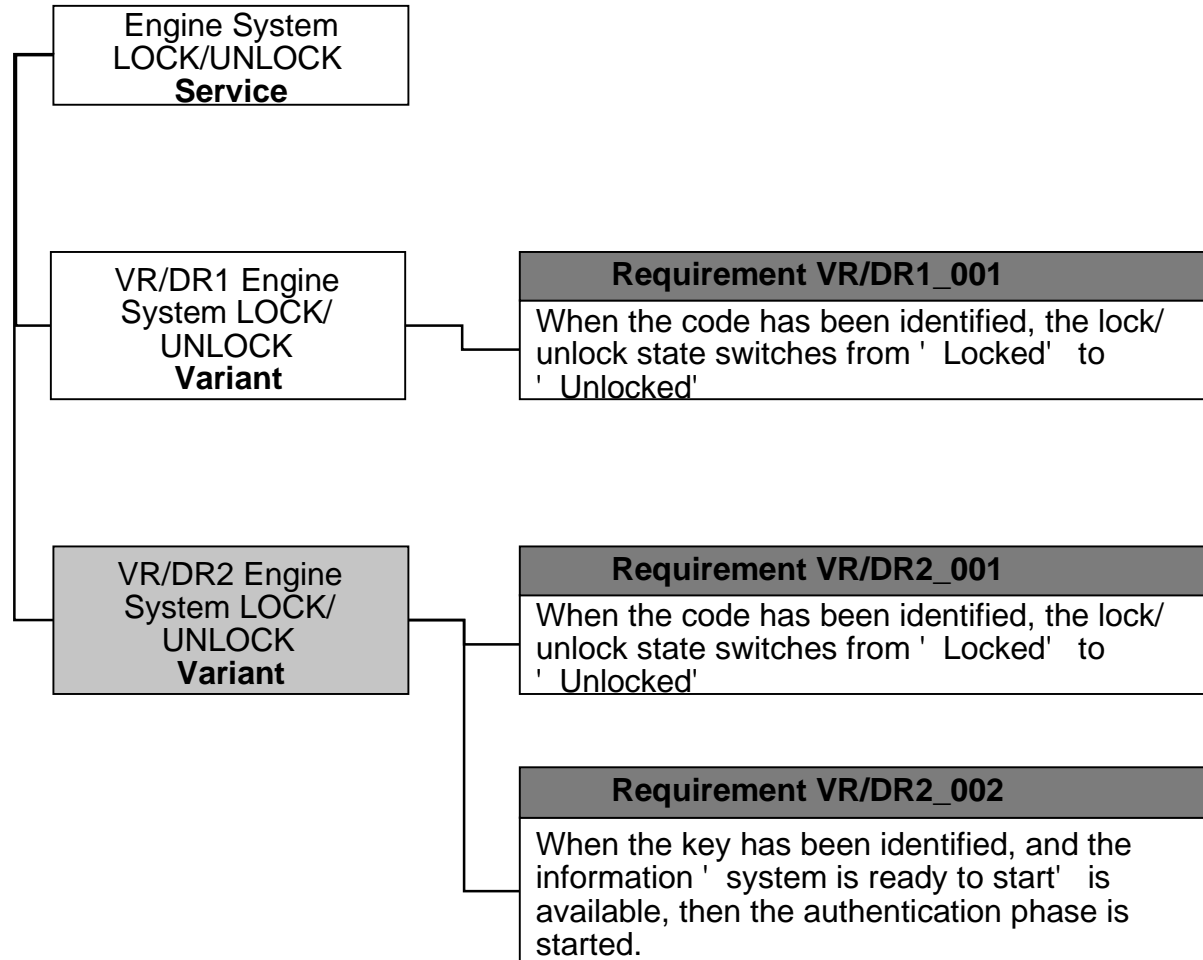 Engine System
LOCK/UNLOCK
Service
VR/DR1 Engine
System LOCK/
UNLOCK
Variant
Requirement VR/DR1_001
When the code has been identified, the lock/
unlock state switches from ' Locked' to
' Unlocked'
VR/DR2 Engine
System LOCK/
UNLOCK
Variant
Requirement VR/DR2_001
When the code has been identified, the lock/
unlock state switches from ' Locked' to
' Unlocked'
Requirement VR/DR2_002
When the key has been identified, and the
information ' system is ready to start' is
available, then the authentication phase is
started.